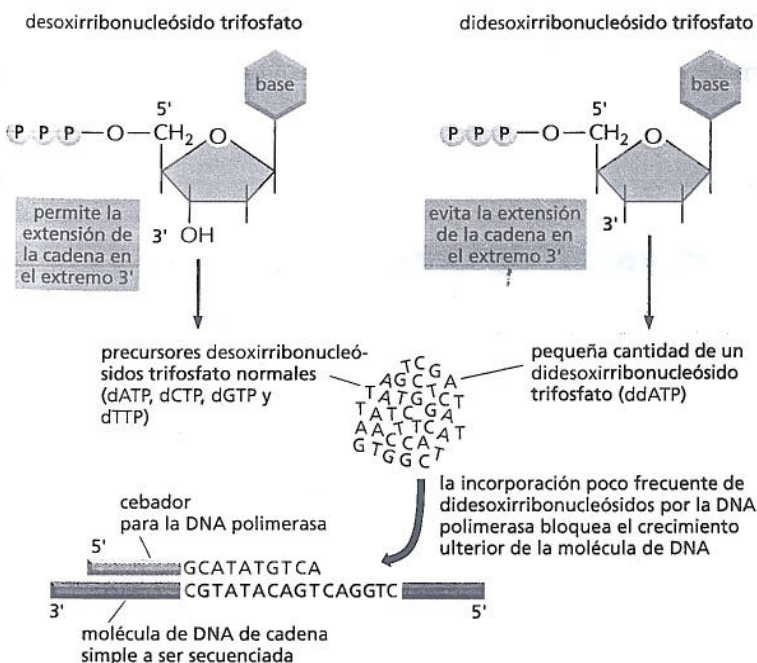 desoxirribonucleósido trifosfato
didesoxirribonucleósido trifosfato
base
base
5'
5'
P P P—O—CH2 O
P P P—O—CH2 O
permite la
extensión de
la cadena en
el extremo 3'
3' OH
evita la extensión
de la cadena en
el extremo 3'
3'
precursores desoxirribonucleó-
sidos trifosfato normales
(dATP, dCTP, dGTP y
dTTP)
pequeña cantidad de un
didesoxirribonucleósido
trifosfato (ddATP)
la incorporación poco frecuente de
didesoxirribonucleósidos por la DNA
polimerasa bloquea el crecimiento
ulterior de la molécula de DNA
cebador
para la DNA polimerasa
5'
GCATATGTCA
CGTATACAGTCAGGTC
3'
5'
molécula de DNA de cadena
simple a ser secuenciada